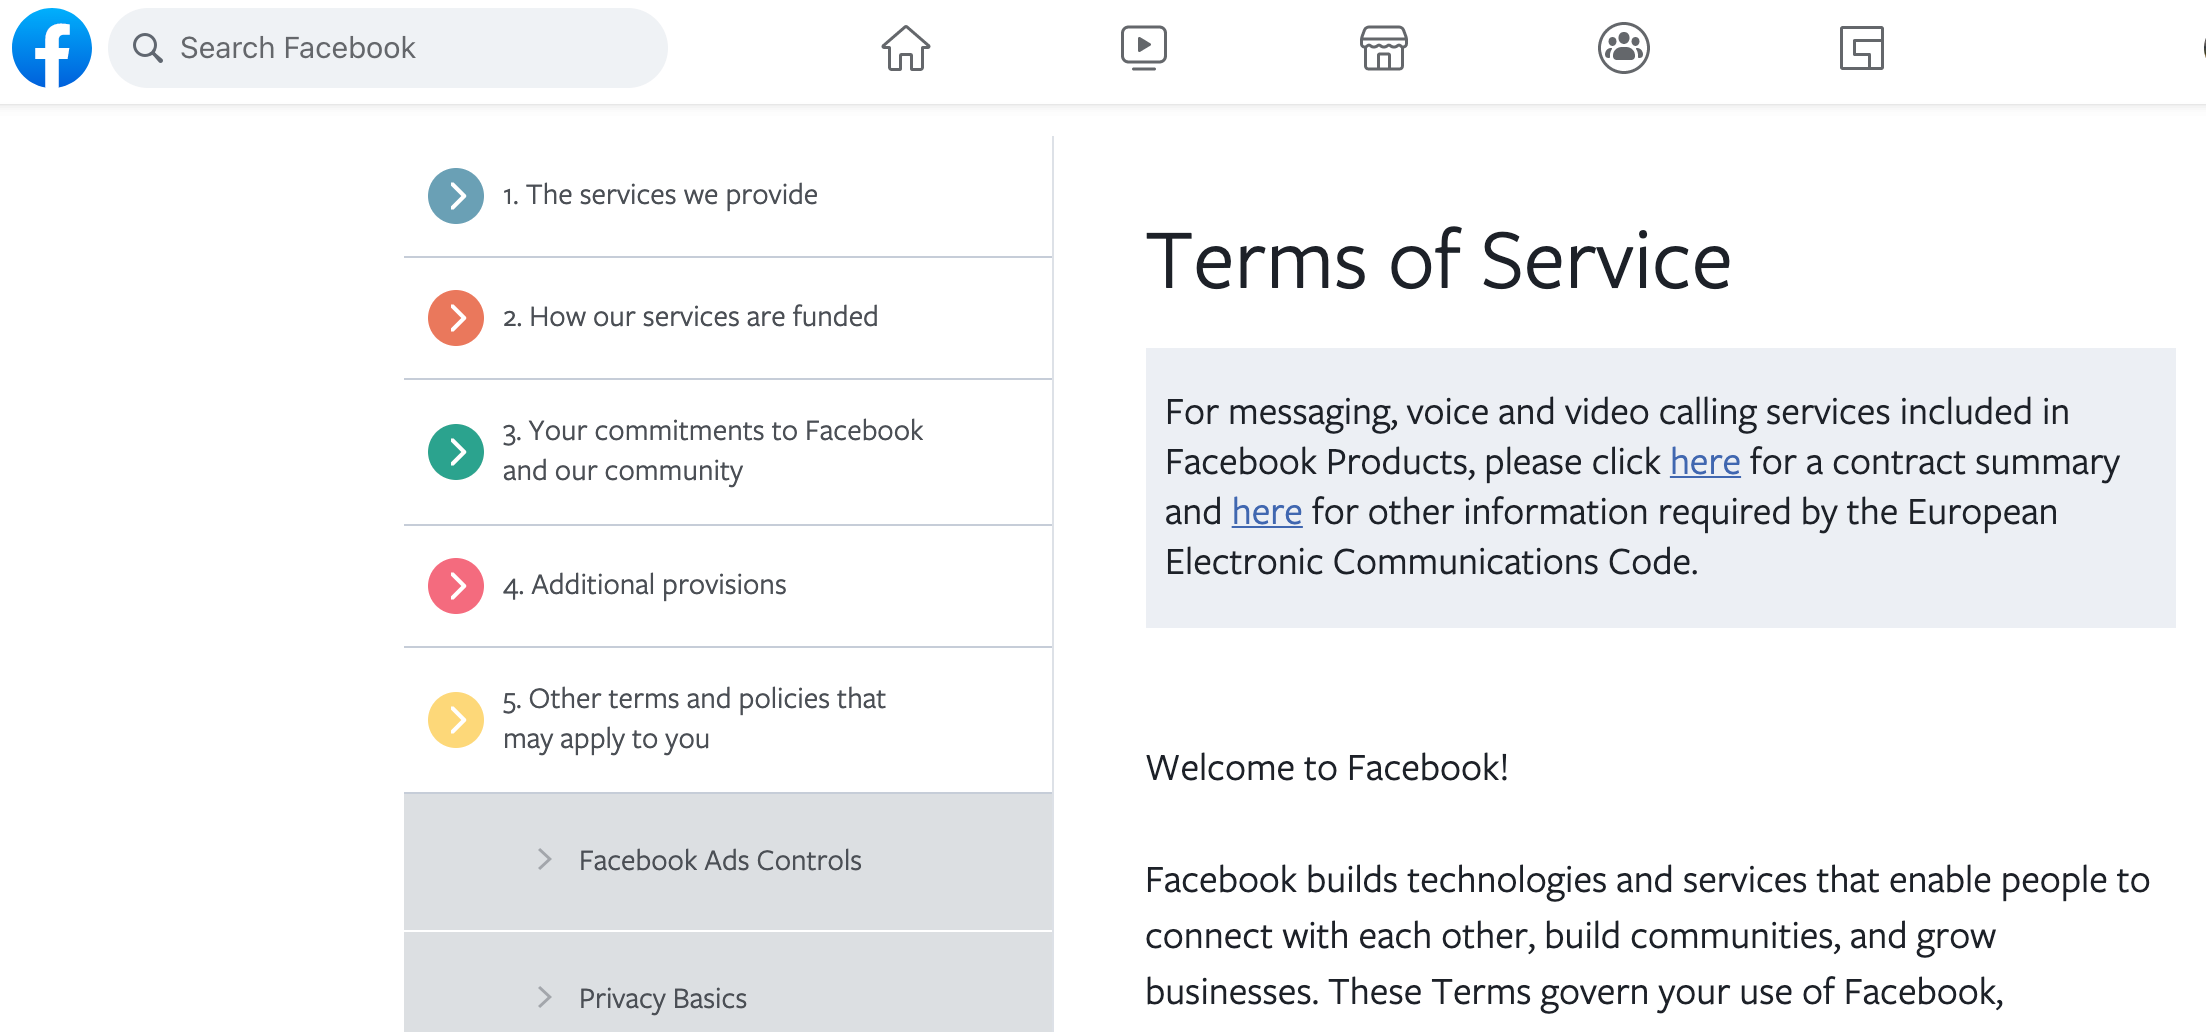 Search Facebook
1. The services we provide
2. How our services are funded
3. Your commitments to Facebook
and our community
4. Additional provisions
5. Other terms and policies that
may apply to you
Facebook Ads Controls
Privacy Basics
Terms of Service
For messaging, voice and video calling services included in
Facebook Products, please click here for a contract summary
and here for other information required by the European
Electronic Communications Code.
Welcome to Facebook!
Facebook builds technologies and services that enable people to
connect with each other, build communities, and grow
businesses. These Terms govern your use of Facebook,